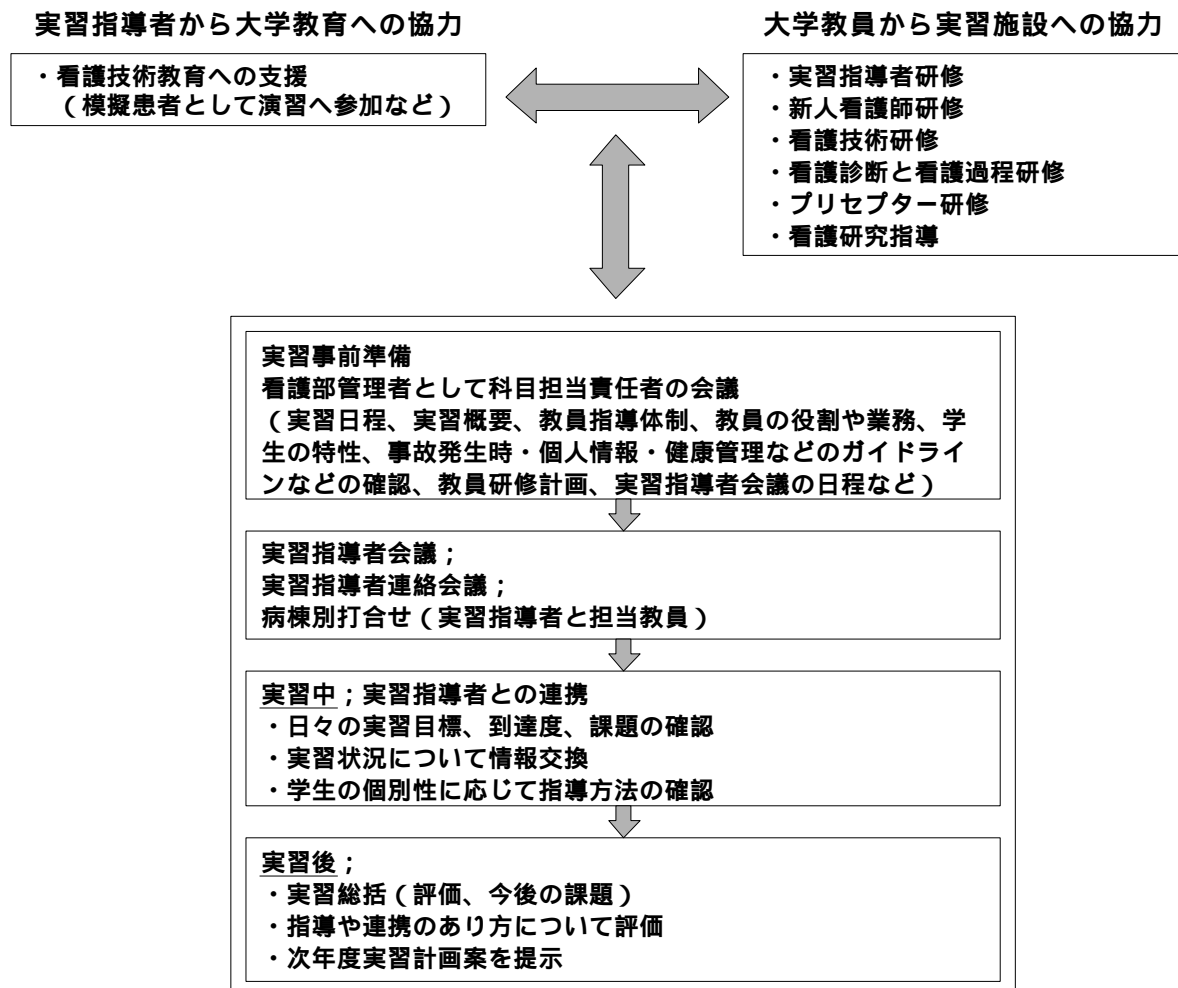 実習指導者から大学教育への協力
・看護技術教育への支援
（模擬患者として演習へ参加など）
大学教員から実習施設への協力
・実習指導者研修
・新人看護師研修
・看護技術研修
・看護診断と看護過程研修
・プリセプター研修
・看護研究指導
実習事前準備
看護部管理者として科目担当責任者の会議
（実習日程、実習概要、教員指導体制、教員の役割や業務、学
生の特性、事故発生時・個人情報・健康管理などのガイドライ
ンなどの確認、教員研修計画、実習指導者会議の日程など）
実習指導者会議；
実習指導者連絡会議；
病棟別打合せ（実習指導者と担当教員）
実習中；実習指導者との連携
・日々の実習目標、到達度、課題の確認
・実習状況について情報交換
・学生の個別性に応じて指導方法の確認
実習後；
・実習総括（評価、今後の課題）
・指導や連携のあり方について評価
・次年度実習計画案を提示